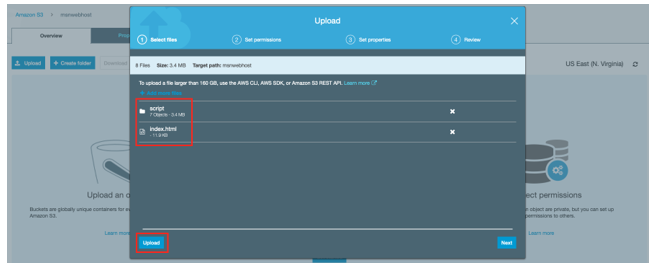 Amazon S3 > manwebhost
Overview
Upload
+ Create folder
Download
US East (N. Virginia)
Upload
1 Select files
2 Set permissions
3 Set properties
4 Review
8 Files Size: 3.4 MB Target path: manwebhost
To upload a file larger than 160 GB, use the AWS CLI, AWS SDK, or Amazon S3 REST API. Learn more
+ Add more files
script
7 Objects - 3.4 MB
index.html
- 11.9 KB
Upload
Next
Upload an o
Buckets are globally unique containers for e
Amazon S3.
Learn more
ect permissions
n object are private, but you can set up
permissions to others.
Learn more